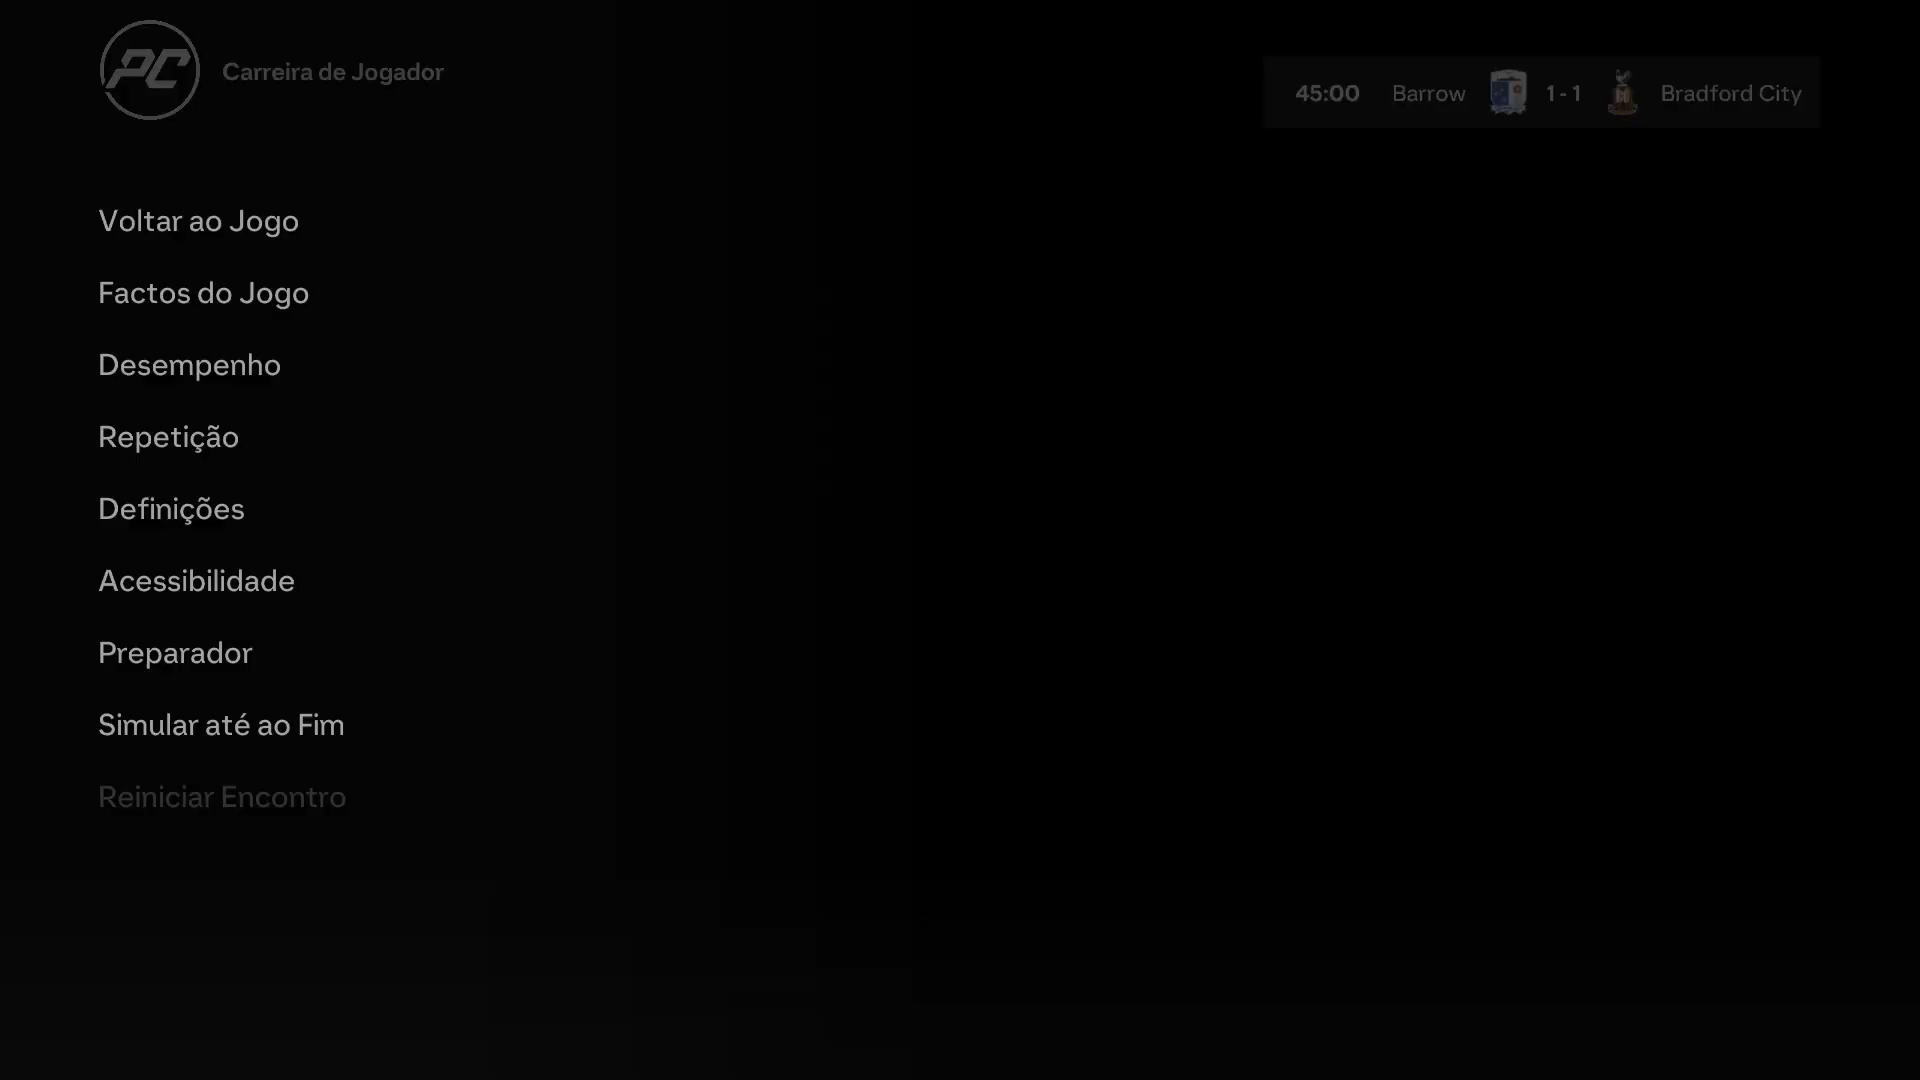 PC
Carreira de Jogador
45:00 Barrow 1 - 1 Bradford City
Voltar ao Jogo
Factos do Jogo
Desempenho
Repetição
Definições
Acessibilidade
Preparador
Simular até ao Fim
Reiniciar Encontro